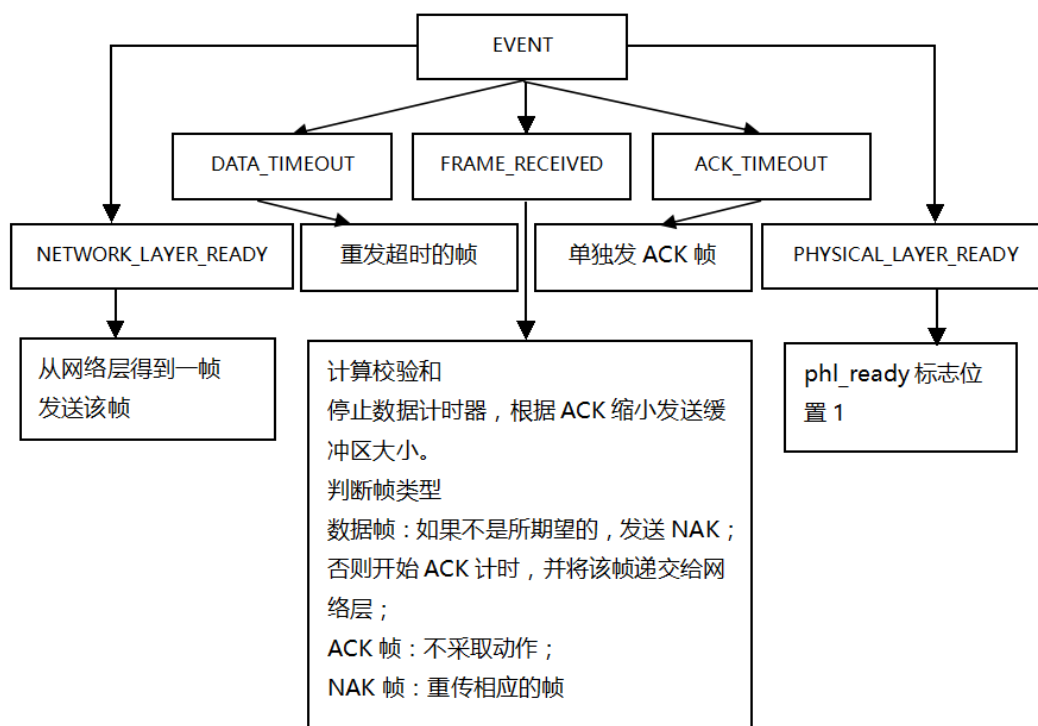 EVENT
DATA_TIMEOUT
FRAME_RECEIVED
ACK_TIMEOUT
NETWORK_LAYER_READY
重发超时的帧
单独发 ACK 帧
PHYSICAL_LAYER_READY
从网络层得到一帧
发送该帧
计算校验和
停止数据计时器，根据 ACK 缩小发送缓
冲区大小。
判断帧类型
数据帧：如果不是所期望的，发送 NAK；
否则开始 ACK 计时，并将该帧递交给网
络层；
ACK 帧：不采取动作；
NAK 帧：重传相应的帧
phl_ready 标志位
置 1